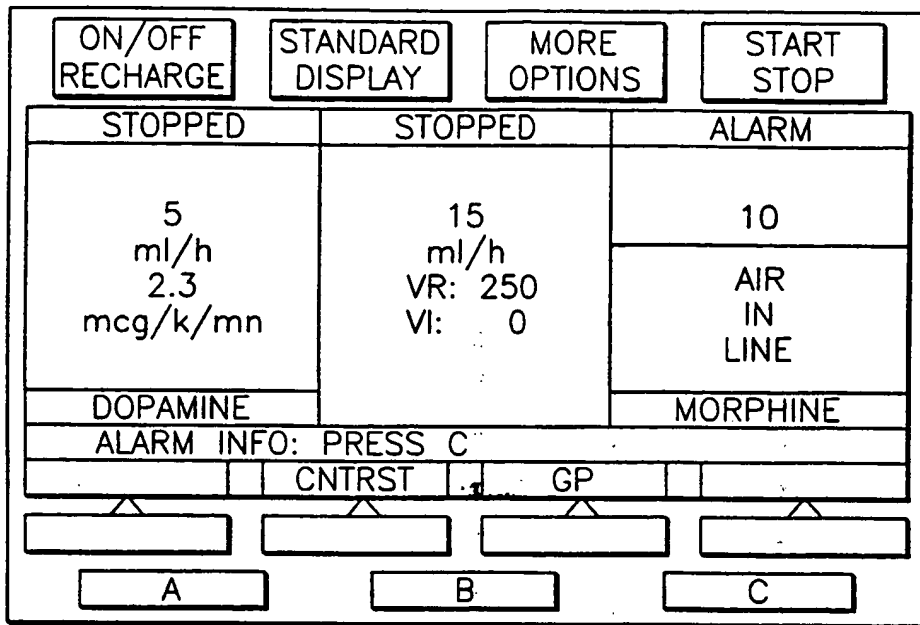 ON/OFF
RECHARGE
STANDARD
DISPLAY
MORE
OPTIONS
START
STOP
STOPPED
STOPPED
ALARM
5
ml/h
2.3
mcg/k/mn
15
ml/h
VR: 250
VI: 0
10
AIR
IN
LINE
DOPAMINE
MORPHINE
ALARM INFO: PRESS C
CNTRST
GP
A
B
C